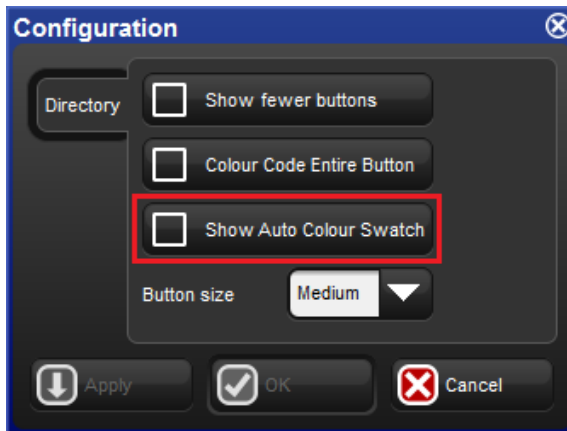 Configuration
Directory
Show fewer buttons
Colour Code Entire Button
Show Auto Colour Swatch
Button size
Medium
Apply
OK
Cancel